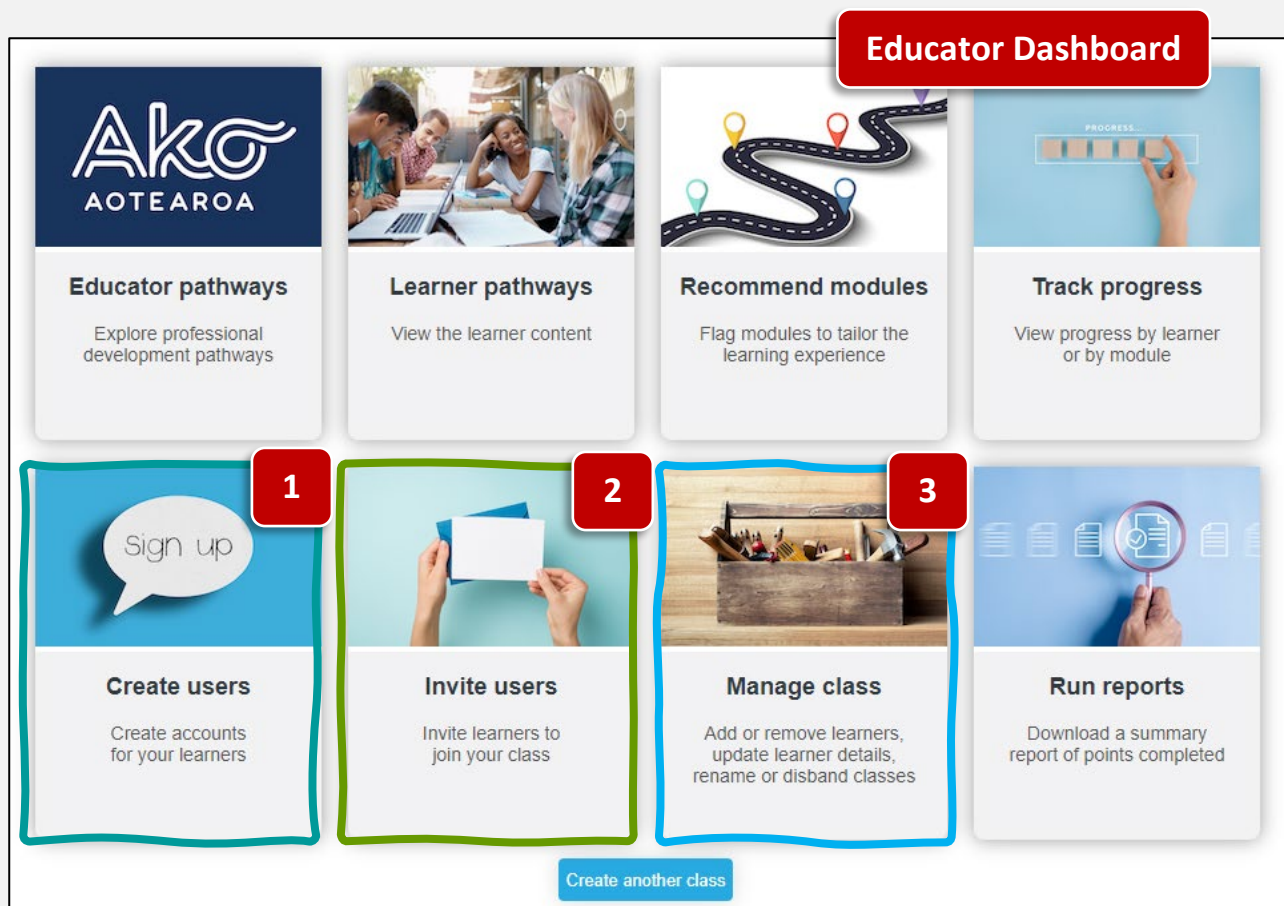 Educator Dashboard
Ako
AOTEAROA
PROGRESS...
Educator pathways
Learner pathways
Recommend modules
Track progress
Explore professional
development pathways
View the learner content
Flag modules to tailor the
learning experience
View progress by learner
or by module
1
2
3
Sign up
Create users
Invite users
Manage class
Run reports
Create accounts
for your learners
Invite learners to
join your class
Add or remove learners,
update learner details,
rename or disband classes
Download a summary
report of points completed
Create another class